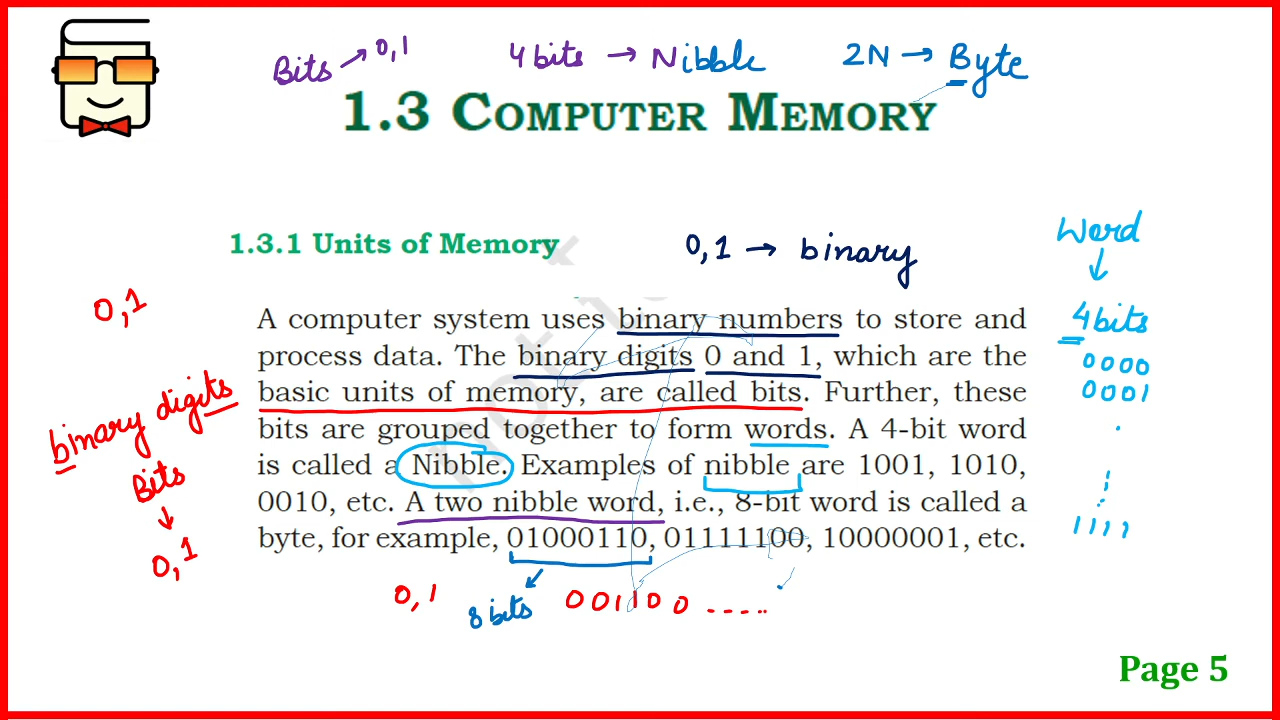 Bits → 0, 1 4 bits → Nibble 2N → Byte
1.3 COMPUTER MEMORY
1.3.1 Units of Memory 0, 1 → binary
Word
↓
4 bits
0000
0001
.
1111
0, 1
binary digits
Bits
↓
0, 1
A computer system uses binary numbers to store and
process data. The binary digits 0 and 1, which are the
basic units of memory, are called bits. Further, these
bits are grouped together to form words. A 4-bit word
is called a Nibble. Examples of nibble are 1001, 1010,
0010, etc. A two nibble word, i.e., 8-bit word is called a
byte, for example, 01000110, 01111100, 10000001, etc.
0, 1 8 bits 001100 .....
Page 5